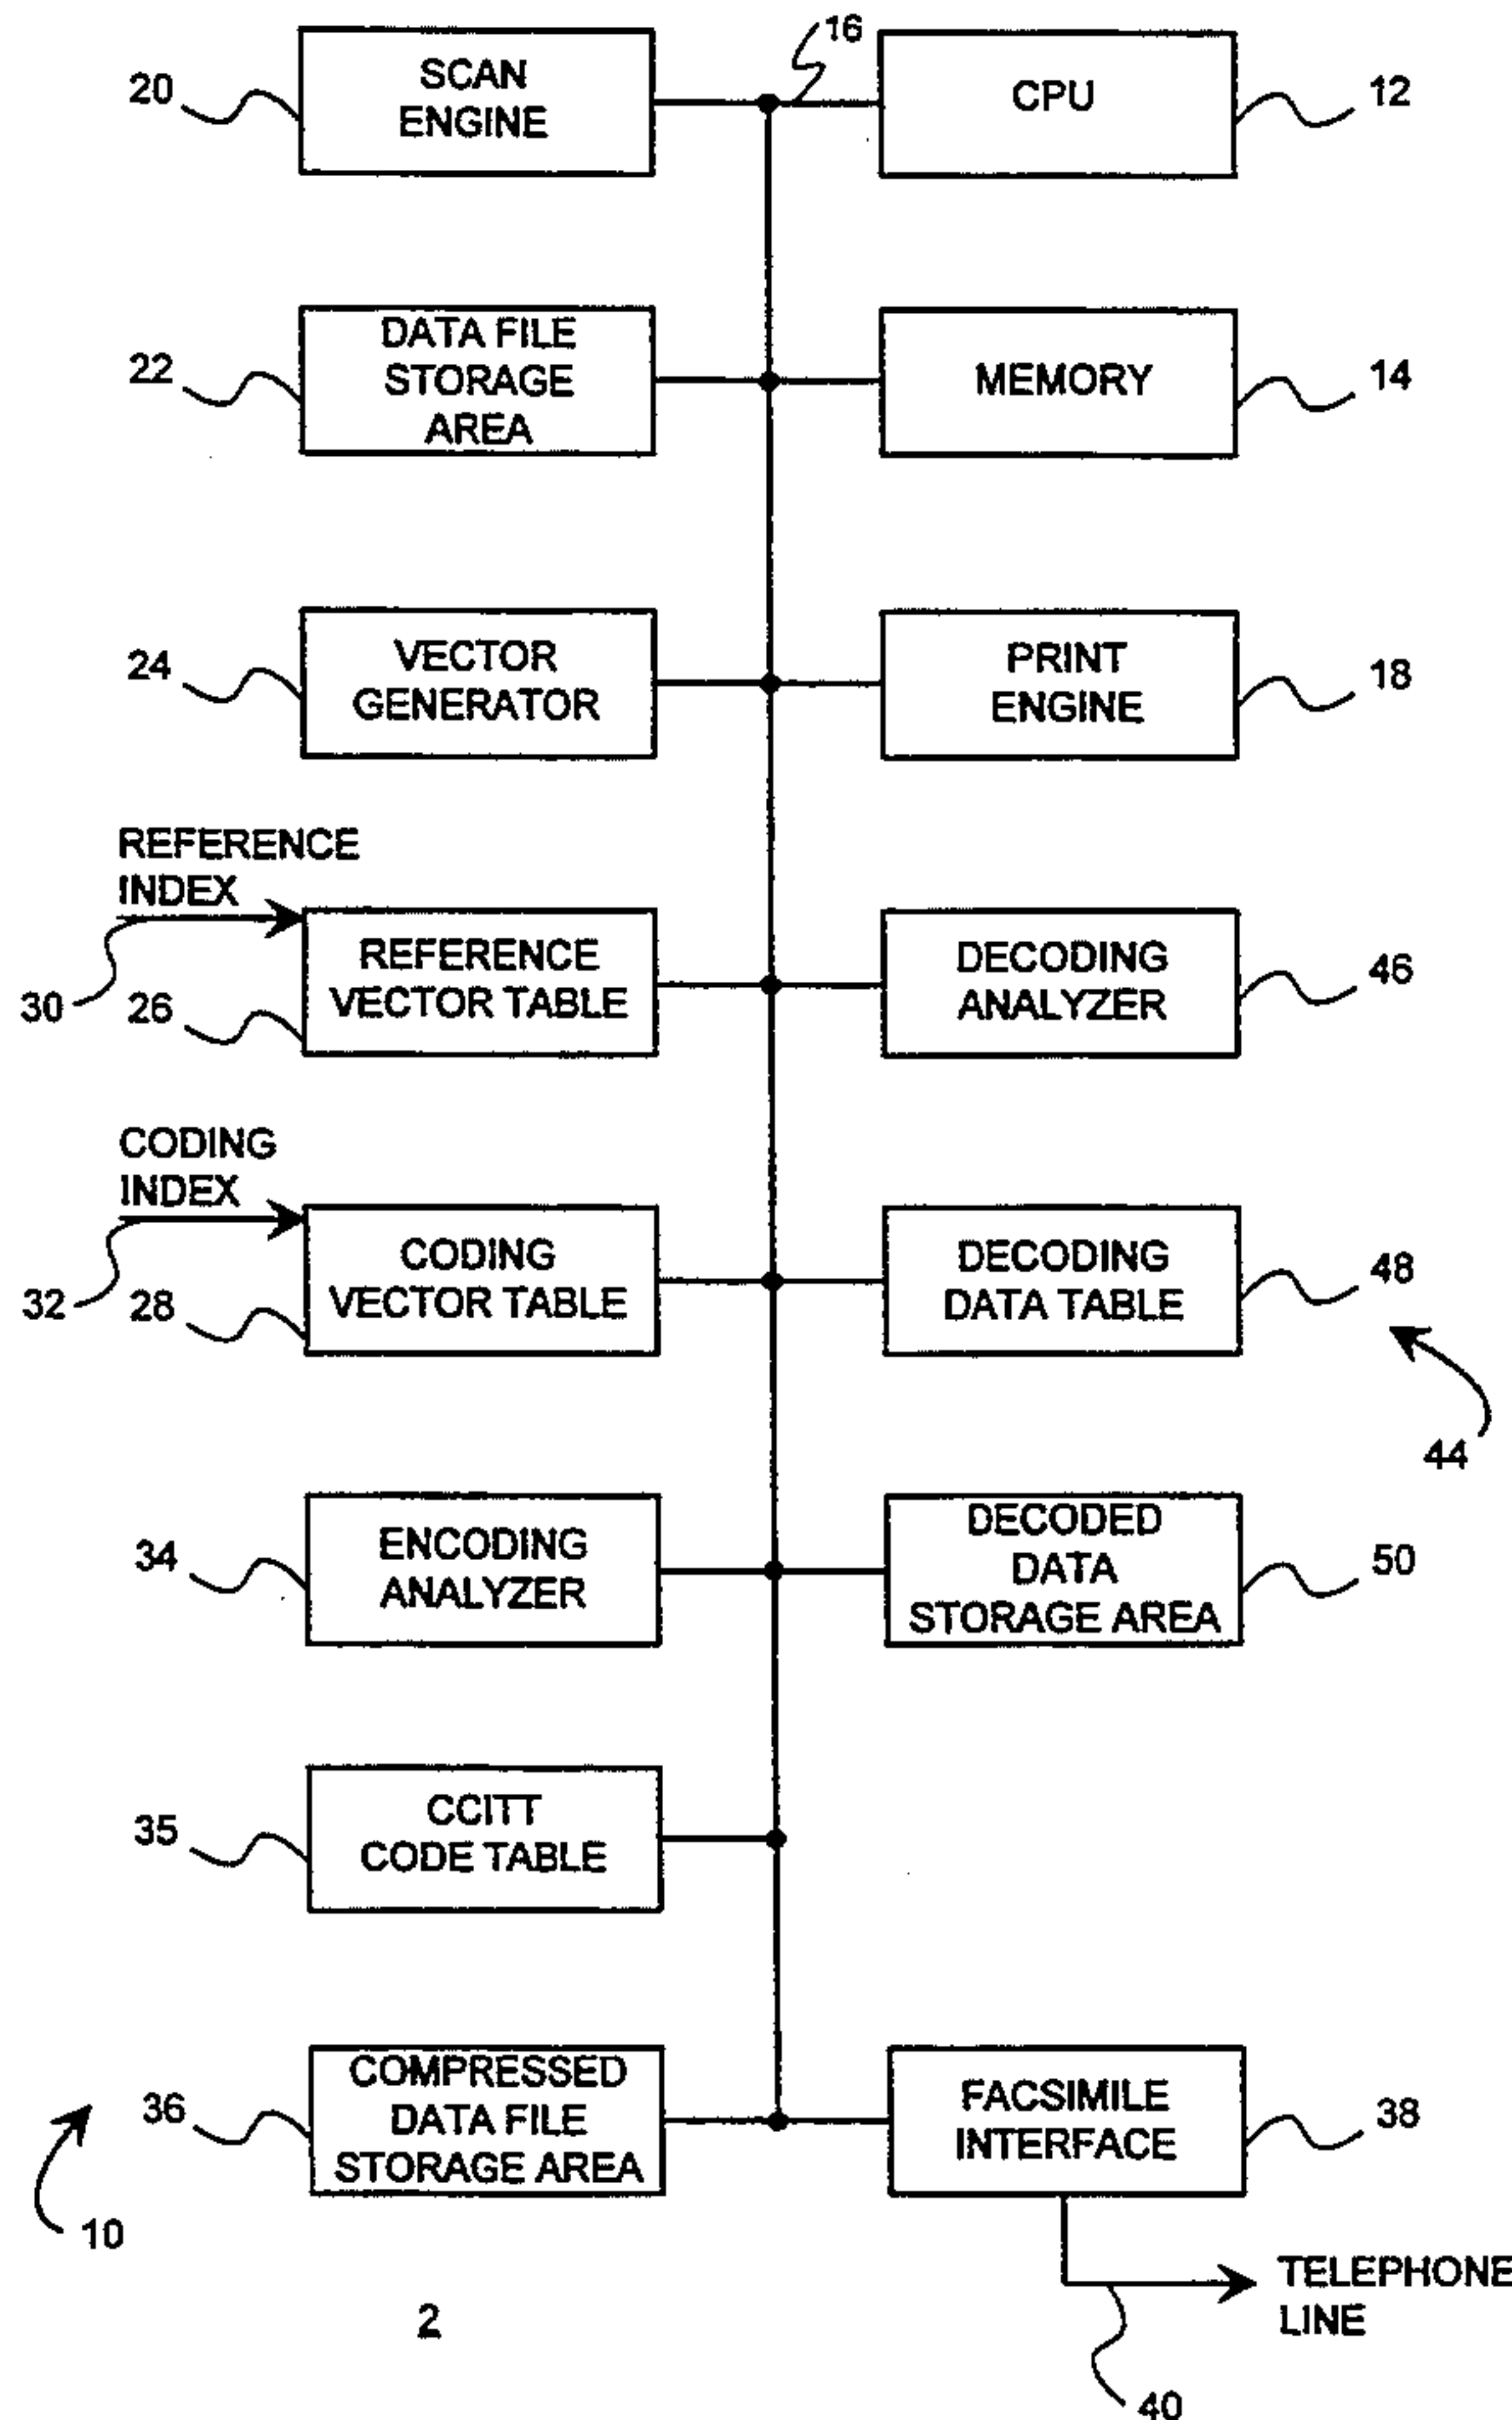 16
20
SCAN
ENGINE
CPU
12
22
DATA FILE
STORAGE
AREA
MEMORY
14
24
VECTOR
GENERATOR
PRINT
ENGINE
18
REFERENCE
INDEX
30
26
REFERENCE
VECTOR TABLE
DECODING
ANALYZER
46
CODING
INDEX
32
28
CODING
VECTOR TABLE
DECODING
DATA TABLE
48
44
34
ENCODING
ANALYZER
DECODED
DATA
STORAGE AREA
50
35
CCITT
CODE TABLE
36
COMPRESSED
DATA FILE
STORAGE AREA
FACSIMILE
INTERFACE
38
10
TELEPHONE
LINE
2
40